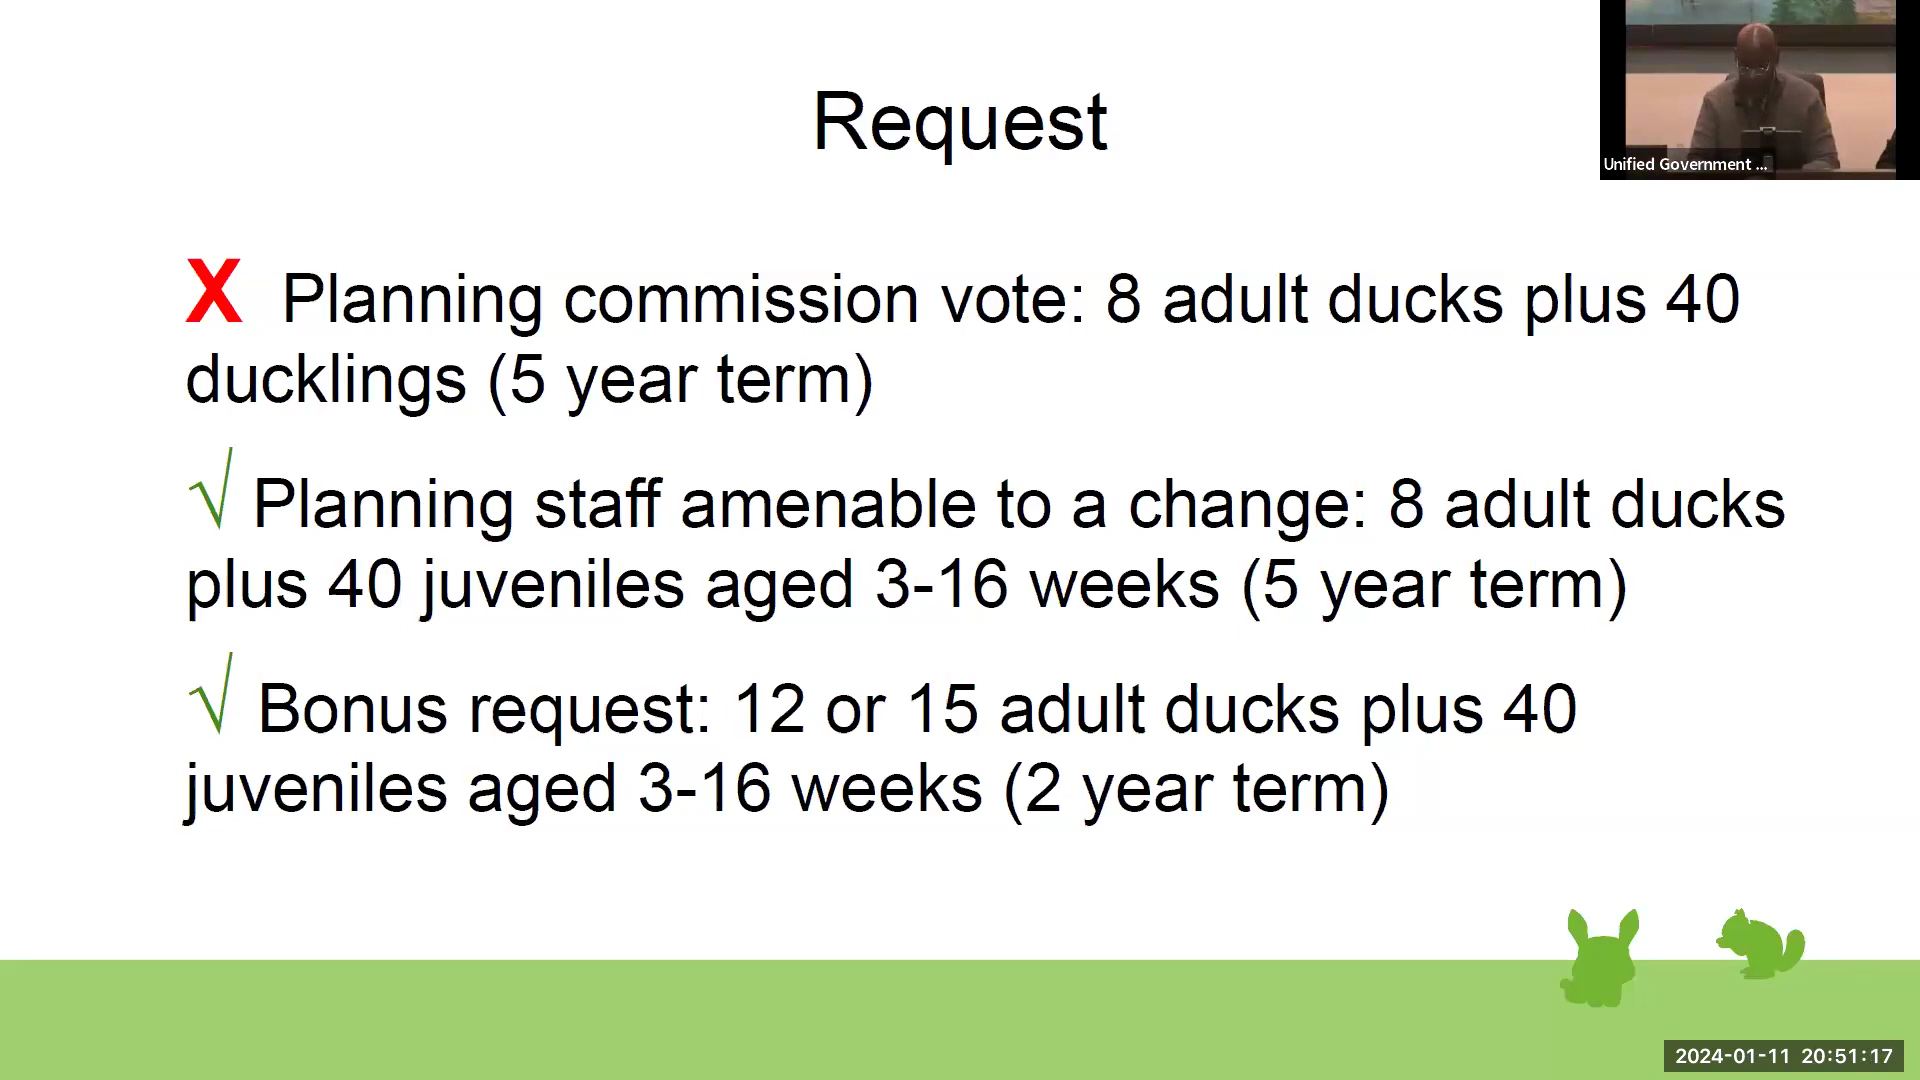 Request
Unified Government ...
X Planning commission vote: 8 adult ducks plus 40
ducklings (5 year term)
√ Planning staff amenable to a change: 8 adult ducks
plus 40 juveniles aged 3-16 weeks (5 year term)
√ Bonus request: 12 or 15 adult ducks plus 40
juveniles aged 3-16 weeks (2 year term)
2024-01-11 20:51:17